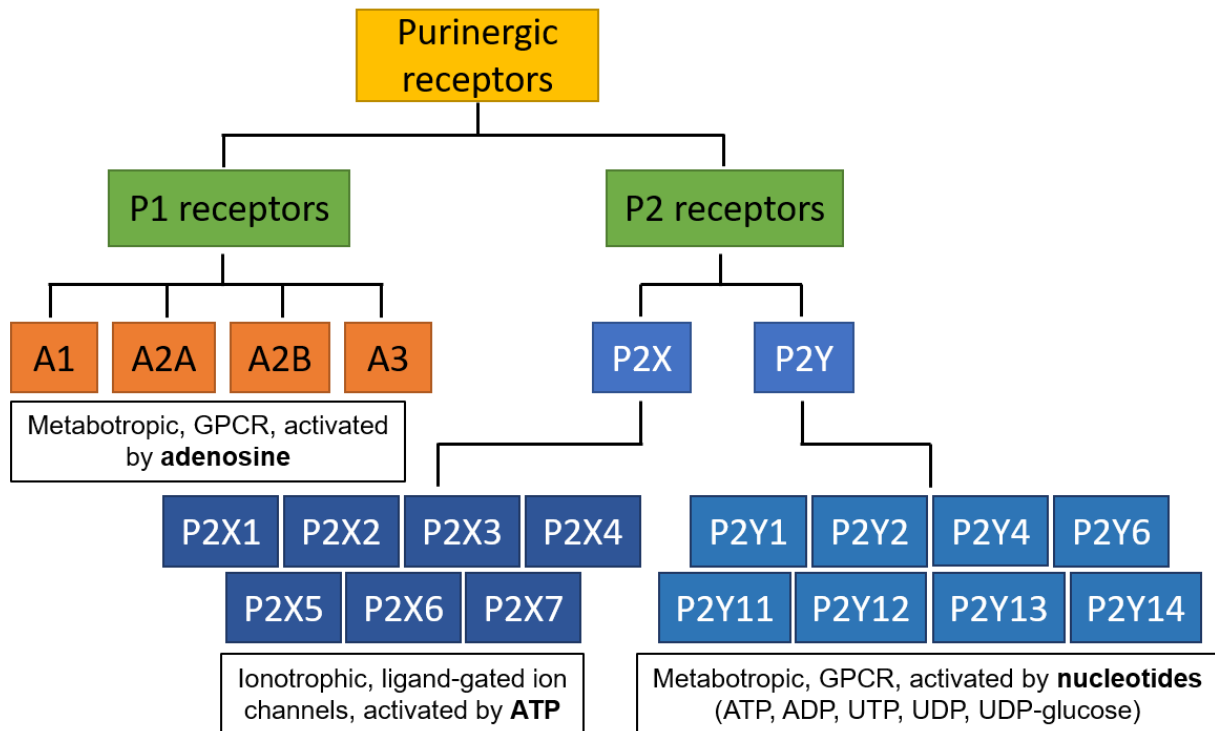 Purinergic
receptors
P1 receptors
P2 receptors
A1
A2A
A2B
A3
P2X
P2Y
Metabotropic, GPCR, activated
by adenosine
P2X1
P2X2
P2X3
P2X4
P2Y1
P2Y2
P2Y4
P2Y6
P2X5
P2X6
P2X7
P2Y11
P2Y12
P2Y13
P2Y14
Ionotrophic, ligand-gated ion
channels, activated by ATP
Metabotropic, GPCR, activated by nucleotides
(ATP, ADP, UTP, UDP, UDP-glucose)